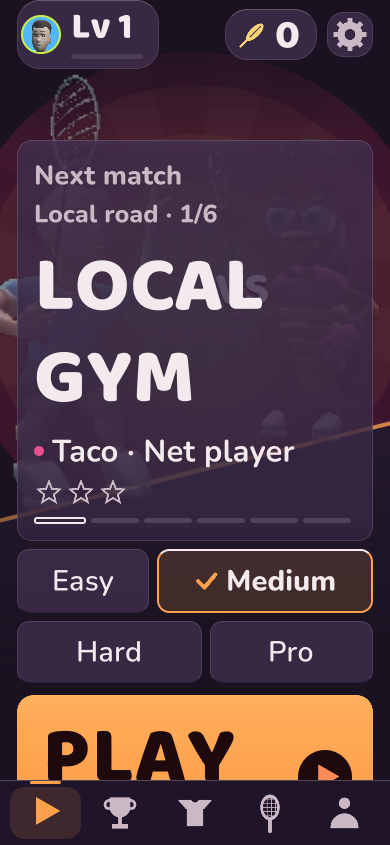 Lv 1
0
Next match
Local road · 1/6
LOCAL
VS
GYM
Taco · Net player
Easy
Medium
Hard
Pro
PLAY